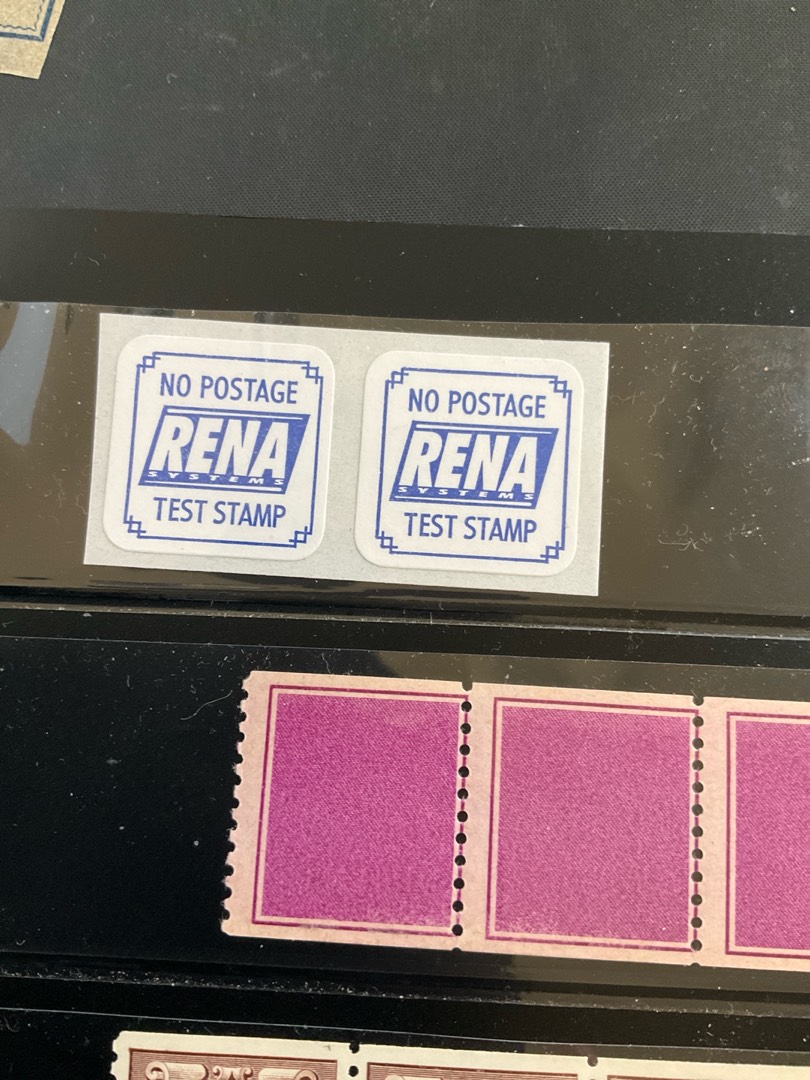 NO POSTAGE
RENA
SYSTEMS
TEST STAMP
NO POSTAGE
RENA
SYSTEMS
TEST STAMP